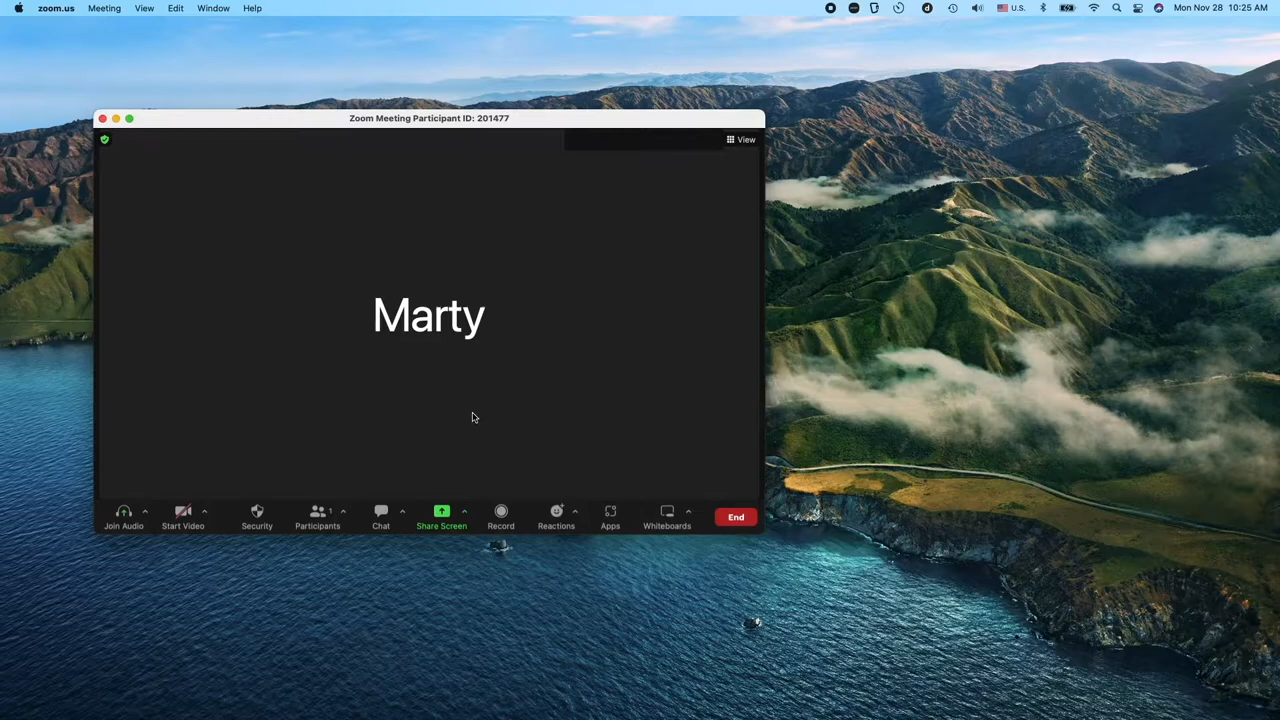 zoom.us Meeting View Edit Window Help U.S. Mon Nov 28 10:25 AM
Zoom Meeting Participant ID: 201477
View
Marty
1
Join Audio Start Video Security Participants Chat Share Screen Record Reactions Apps Whiteboards End